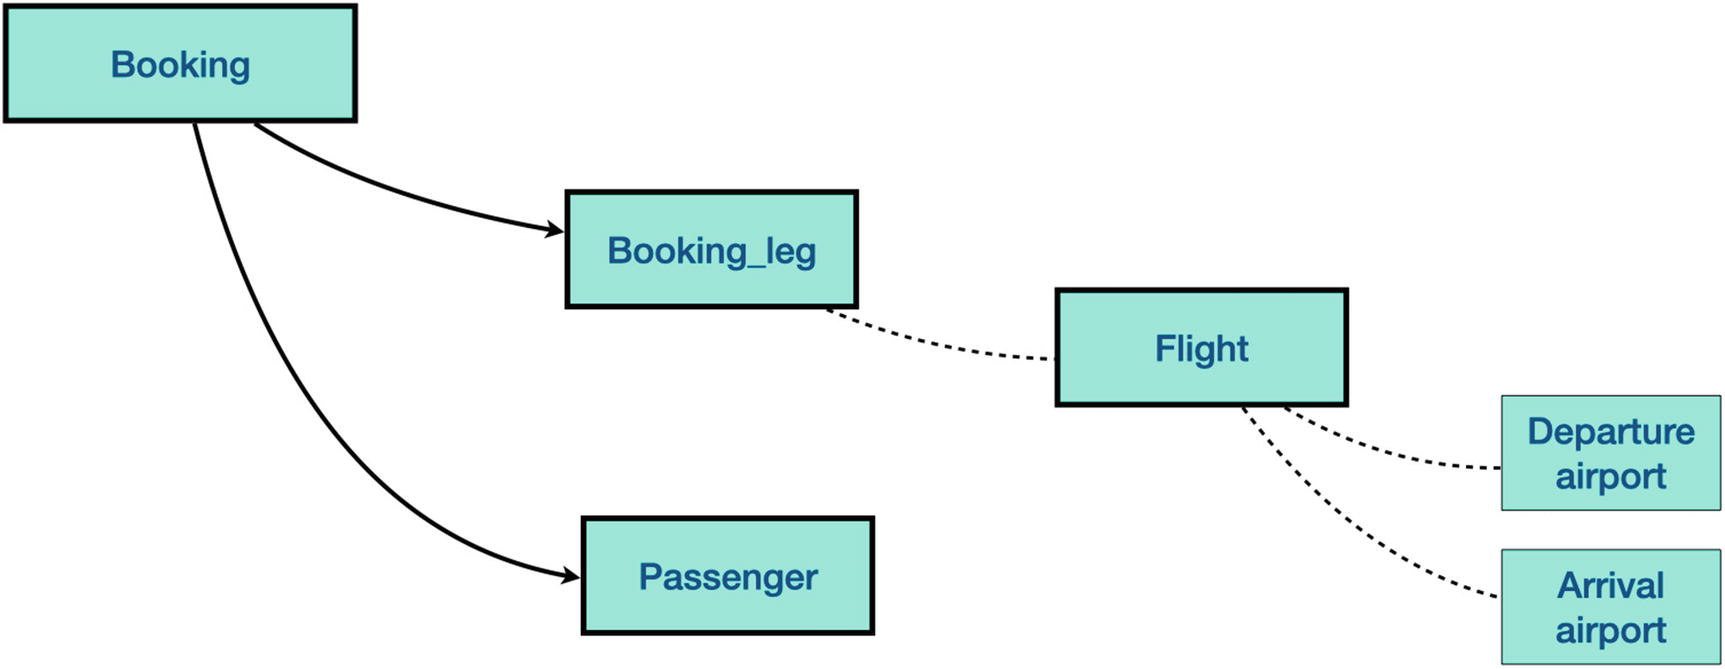 Booking
Booking_leg
Flight
Departure
airport
Passenger
Arrival
airport